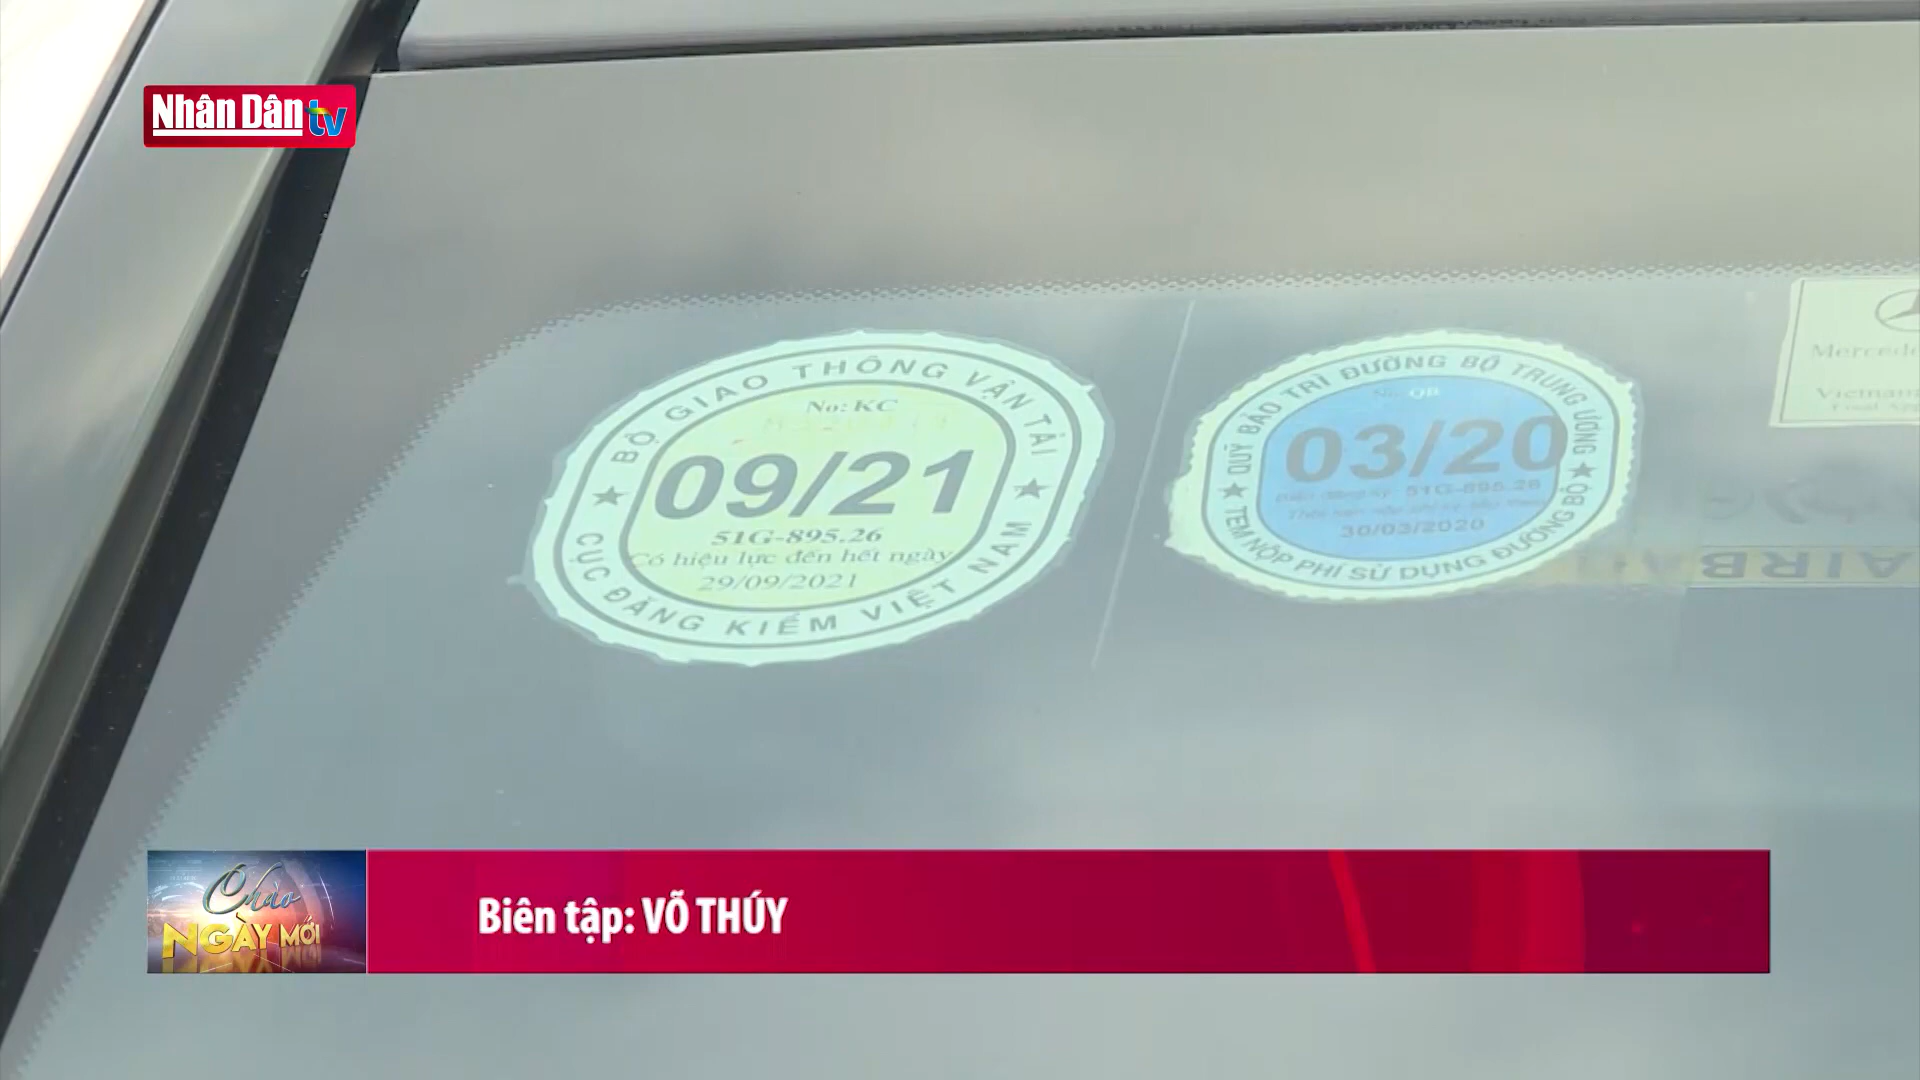 Nhân Dân tv
BỘ GIAO THÔNG VẬN TẢI
No: KC
09/21
51G-895.26
Có hiệu lực đến hết ngày
29/09/2021
★ CỤC ĐĂNG KIỂM VIỆT NAM ★
QUỸ BẢO TRÌ ĐƯỜNG BỘ TRUNG ƯƠNG
QB
03/20
51G-895.26
30/03/2020
★ TEM NỘP PHÍ SỬ DỤNG ĐƯỜNG BỘ ★
Vietnam
AIRBA
Chào
NGÀY MỚI
Biên tập: VÕ THÚY